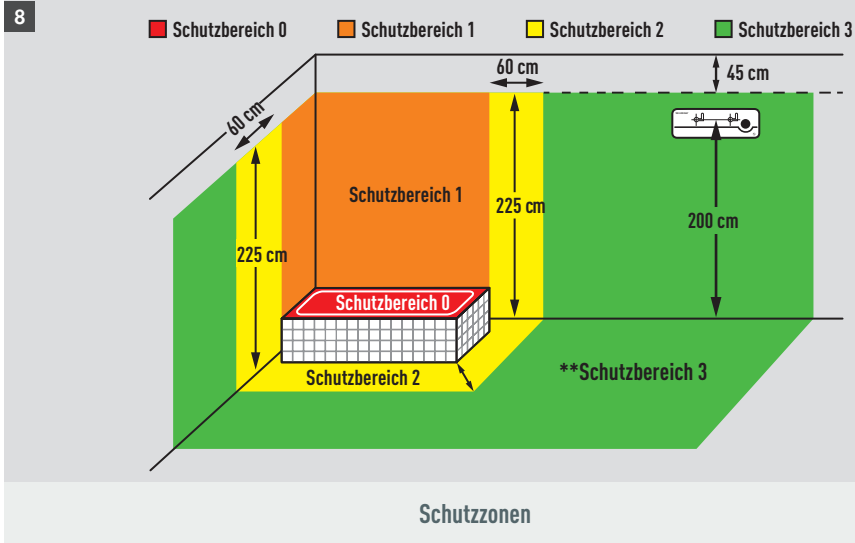 8
Schutzbereich 0
Schutzbereich 1
Schutzbereich 2
Schutzbereich 3
60 cm
45 cm
60 cm
Schutzbereich 1
225 cm
200 cm
225 cm
Schutzbereich 0
Schutzbereich 2
**Schutzbereich 3
Schutzzonen